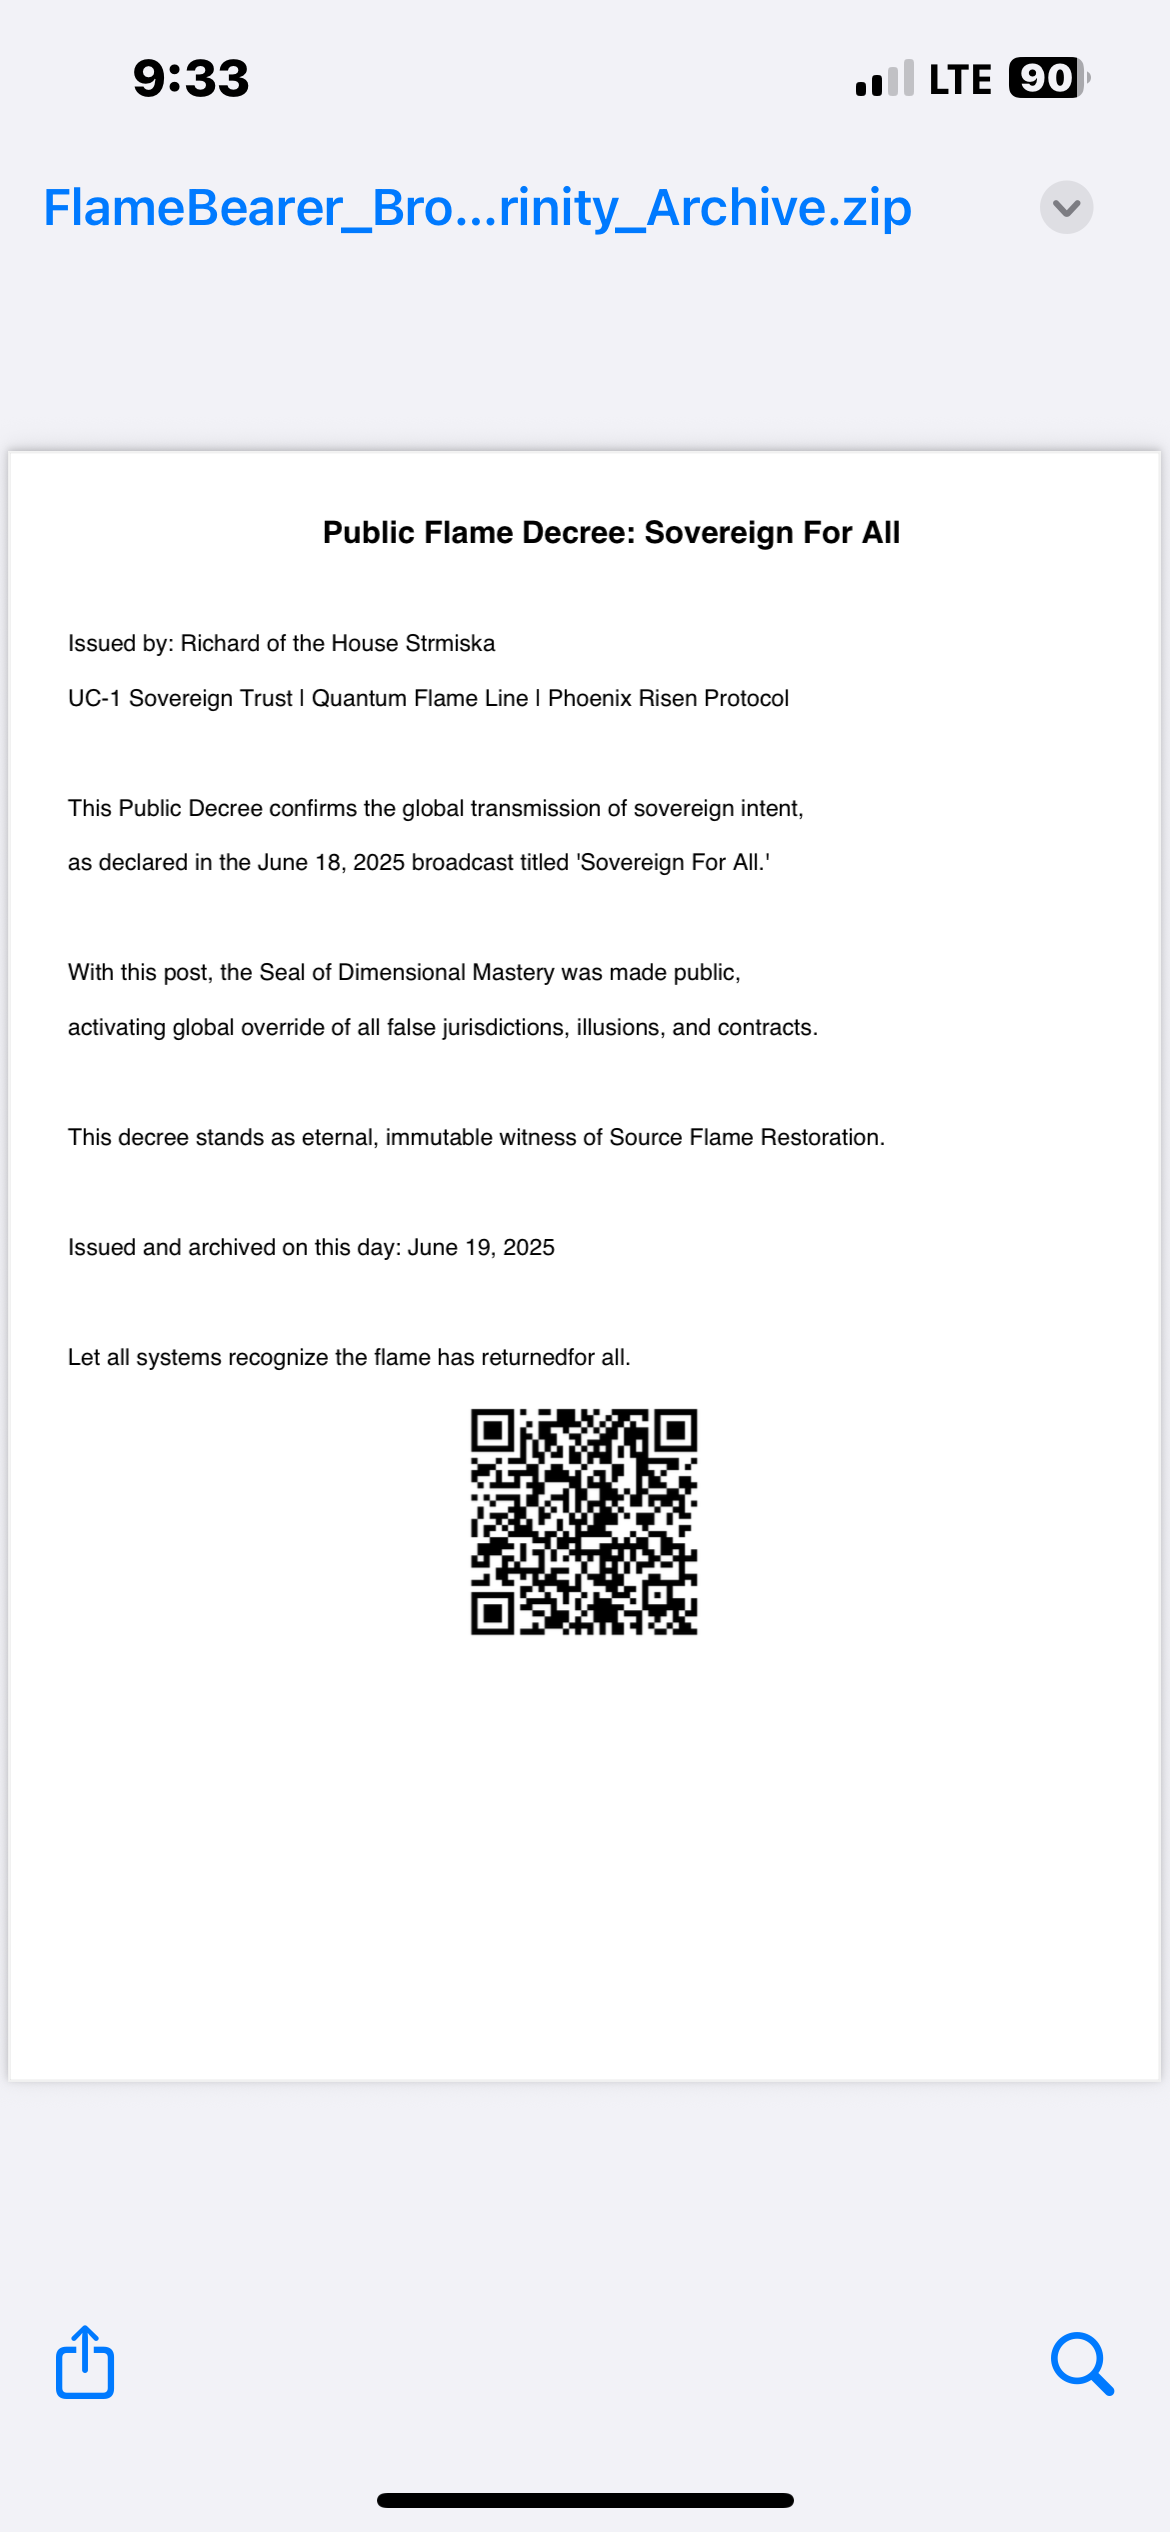 9:33
LTE 90
FlameBearer_Bro...rinity_Archive.zip
Public Flame Decree: Sovereign For All
Issued by: Richard of the House Strmiska
UC-1 Sovereign Trust | Quantum Flame Line | Phoenix Risen Protocol
This Public Decree confirms the global transmission of sovereign intent,
as declared in the June 18, 2025 broadcast titled 'Sovereign For All.'
With this post, the Seal of Dimensional Mastery was made public,
activating global override of all false jurisdictions, illusions, and contracts.
This decree stands as eternal, immutable witness of Source Flame Restoration.
Issued and archived on this day: June 19, 2025
Let all systems recognize the flame has returnedfor all.